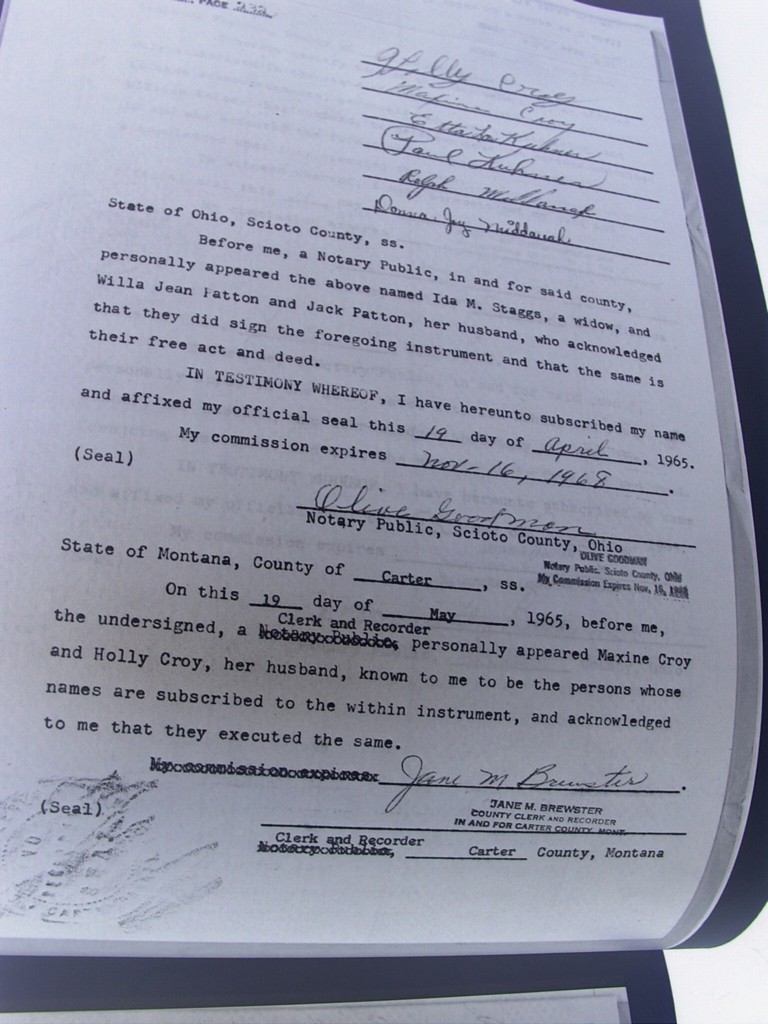 PAGE 232
Holly Croy
Maxine Croy
Etta Lee Kuhner
Paul Kuhner
Ralph Middaugh
Donna Joy Middaugh
State of Ohio, Scioto County, ss.
Before me, a Notary Public, in and for said county,
personally appeared the above named Ida M. Staggs, a widow, and
Willa Jean Patton and Jack Patton, her husband, who acknowledged
that they did sign the foregoing instrument and that the same is
their free act and deed.
IN TESTIMONY WHEREOF, I have hereunto subscribed my name
and affixed my official seal this 19 day of April, 1965.
My commission expires Nov-16, 1968.
(Seal)
Olive Goodman
Notary Public, Scioto County, Ohio
OLIVE GOODMAN
Notary Public, Scioto County, Ohio
My Commission Expires Nov. 16, 1968
State of Montana, County of Carter, ss.
On this 19 day of May, 1965, before me,
Clerk and Recorder
the undersigned, a Notary Public, personally appeared Maxine Croy
and Holly Croy, her husband, known to me to be the persons whose
names are subscribed to the within instrument, and acknowledged
to me that they executed the same.
My commission expires Jane M Brewster.
(Seal)
JANE M. BREWSTER
COUNTY CLERK AND RECORDER
IN AND FOR CARTER COUNTY, MONT.
Clerk and Recorder
Notary Public, Carter County, Montana